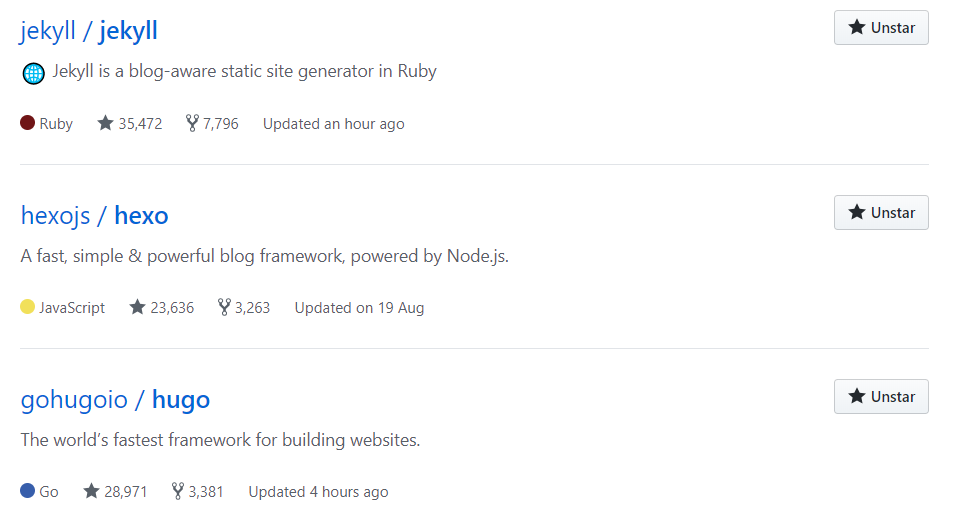 jekyll / jekyll Unstar
Jekyll is a blog-aware static site generator in Ruby
Ruby 35,472 7,796 Updated an hour ago
hexojs / hexo Unstar
A fast, simple & powerful blog framework, powered by Node.js.
JavaScript 23,636 3,263 Updated on 19 Aug
gohugoio / hugo Unstar
The world’s fastest framework for building websites.
Go 28,971 3,381 Updated 4 hours ago